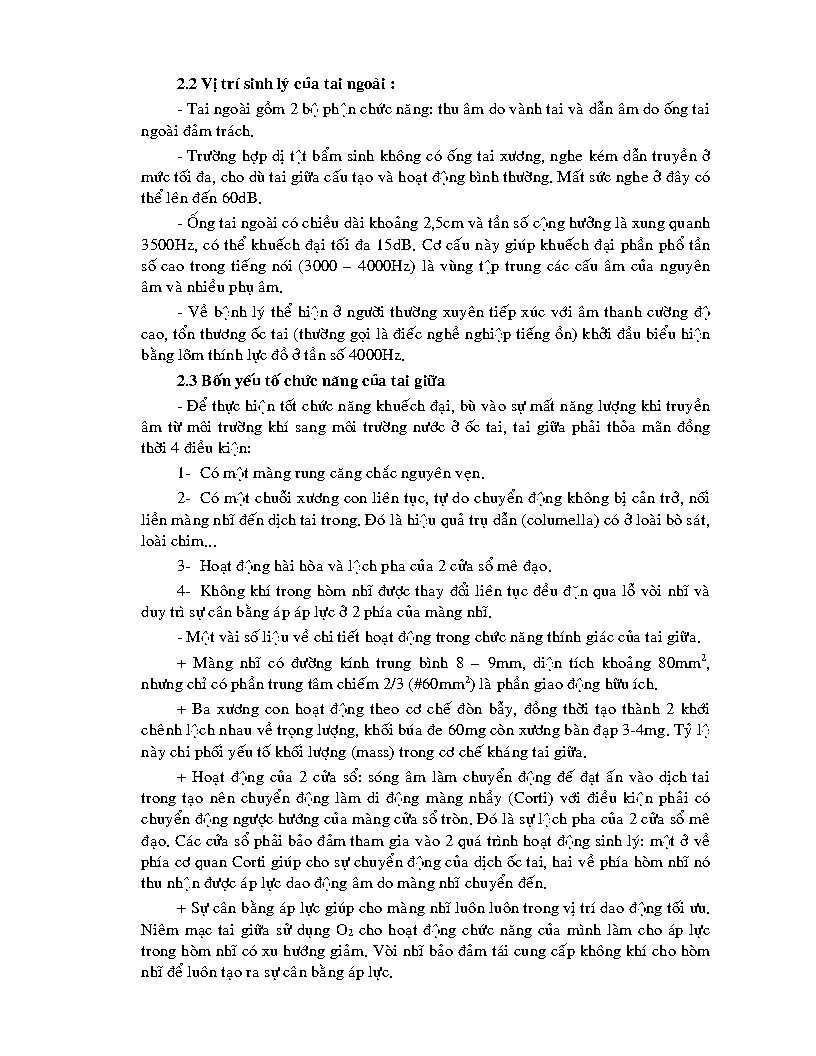 2.2 Vị trí sinh lý của tai ngoài :
- Tai ngoài gồm 2 bộ phận chức năng: thu âm do vành tai và dẫn âm do ống tai
ngoài đảm trách.
- Trường hợp dị tật bẩm sinh không có ống tai xương, nghe kém dẫn truyền ở
mức tối đa, cho dù tai giữa cấu tạo và hoạt động bình thường. Mất sức nghe ở đây có
thể lên đến 60dB.
- Ống tai ngoài có chiều dài khoảng 2,5cm và tần số cộng hưởng là xung quanh
3500Hz, có thể khuếch đại tối đa 15dB. Cơ cấu này giúp khuếch đại phần phổ tần
số cao trong tiếng nói (3000 – 4000Hz) là vùng tập trung các cấu âm của nguyên
âm và nhiều phụ âm.
- Về bệnh lý thể hiện ở người thường xuyên tiếp xúc với âm thanh cường độ
cao, tổn thương ốc tai (thường gọi là điếc nghề nghiệp tiếng ồn) khởi đầu biểu hiện
bằng lõm thính lực đồ ở tần số 4000Hz.
2.3 Bốn yếu tố chức năng của tai giữa
- Để thực hiện tốt chức năng khuếch đại, bù vào sự mất năng lượng khi truyền
âm từ môi trường khí sang môi trường nước ở ốc tai, tai giữa phải thỏa mãn đồng
thời 4 điều kiện:
1- Có một màng rung căng chắc nguyên vẹn.
2- Có một chuỗi xương con liên tục, tự do chuyển động không bị cản trở, nối
liền màng nhĩ đến dịch tai trong. Đó là hiệu quả trụ dẫn (columella) có ở loài bò sát,
loài chim...
3- Hoạt động hài hòa và lệch pha của 2 cửa sổ mê đạo.
4- Không khí trong hòm nhĩ được thay đổi liên tục đều đặn qua lỗ vòi nhĩ và
duy trì sự cân bằng áp áp lực ở 2 phía của màng nhĩ.
- Một vài số liệu về chi tiết hoạt động trong chức năng thính giác của tai giữa.
+ Màng nhĩ có đường kính trung bình 8 – 9mm, diện tích khoảng 80mm²,
nhưng chỉ có phần trung tâm chiếm 2/3 (#60mm²) là phần giao động hữu ích.
+ Ba xương con hoạt động theo cơ chế đòn bẫy, đồng thời tạo thành 2 khới
chênh lệch nhau về trọng lượng, khối búa đe 60mg còn xương bàn đạp 3-4mg. Tỷ lệ
này chi phối yếu tố khối lượng (mass) trong cơ chế kháng tai giữa.
+ Hoạt động của 2 cửa sổ: sóng âm làm chuyển động đế đạt ấn vào dịch tai
trong tạo nên chuyển động làm di động màng nhầy (Corti) với điều kiện phải có
chuyển động ngược hướng của màng cửa sổ tròn. Đó là sự lệch pha của 2 cửa sổ mê
đạo. Các cửa sổ phải bảo đảm tham gia vào 2 quá trình hoạt động sinh lý: một ở về
phía cơ quan Corti giúp cho sự chuyển động của dịch ốc tai, hai về phía hòm nhĩ nó
thu nhận được áp lực dao động âm do màng nhĩ chuyển đến.
+ Sự cân bằng áp lực giúp cho màng nhĩ luôn luôn trong vị trí dao động tối ưu.
Niêm mạc tai giữa sử dụng O₂ cho hoạt động chức năng của mình làm cho áp lực
trong hòm nhĩ có xu hướng giảm. Vòi nhĩ bảo đảm tái cung cấp không khí cho hòm
nhĩ để luôn tạo ra sự cân bằng áp lực.